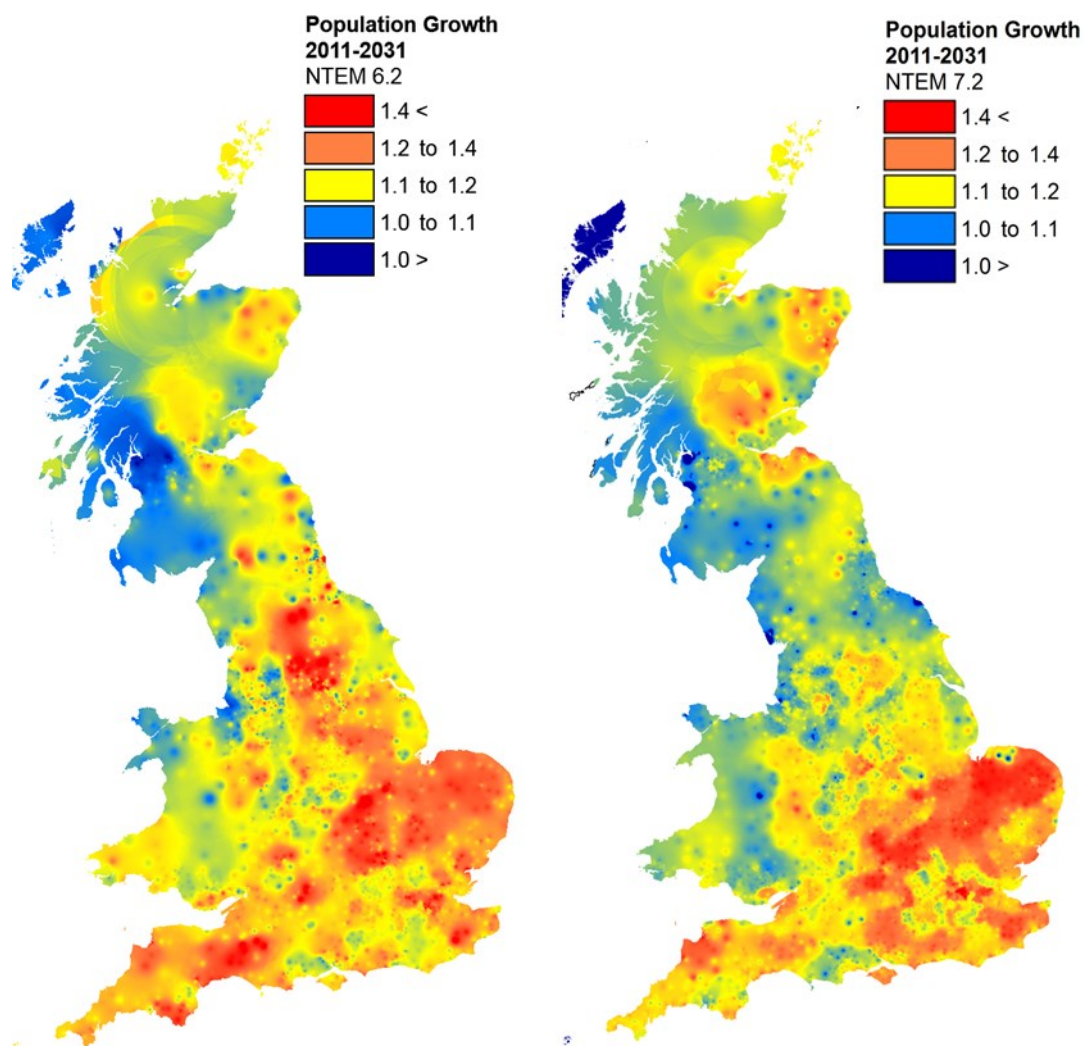 Population Growth
2011-2031
NTEM 6.2
1.4 <
1.2 to 1.4
1.1 to 1.2
1.0 to 1.1
1.0 >
Population Growth
2011-2031
NTEM 7.2
1.4 <
1.2 to 1.4
1.1 to 1.2
1.0 to 1.1
1.0 >